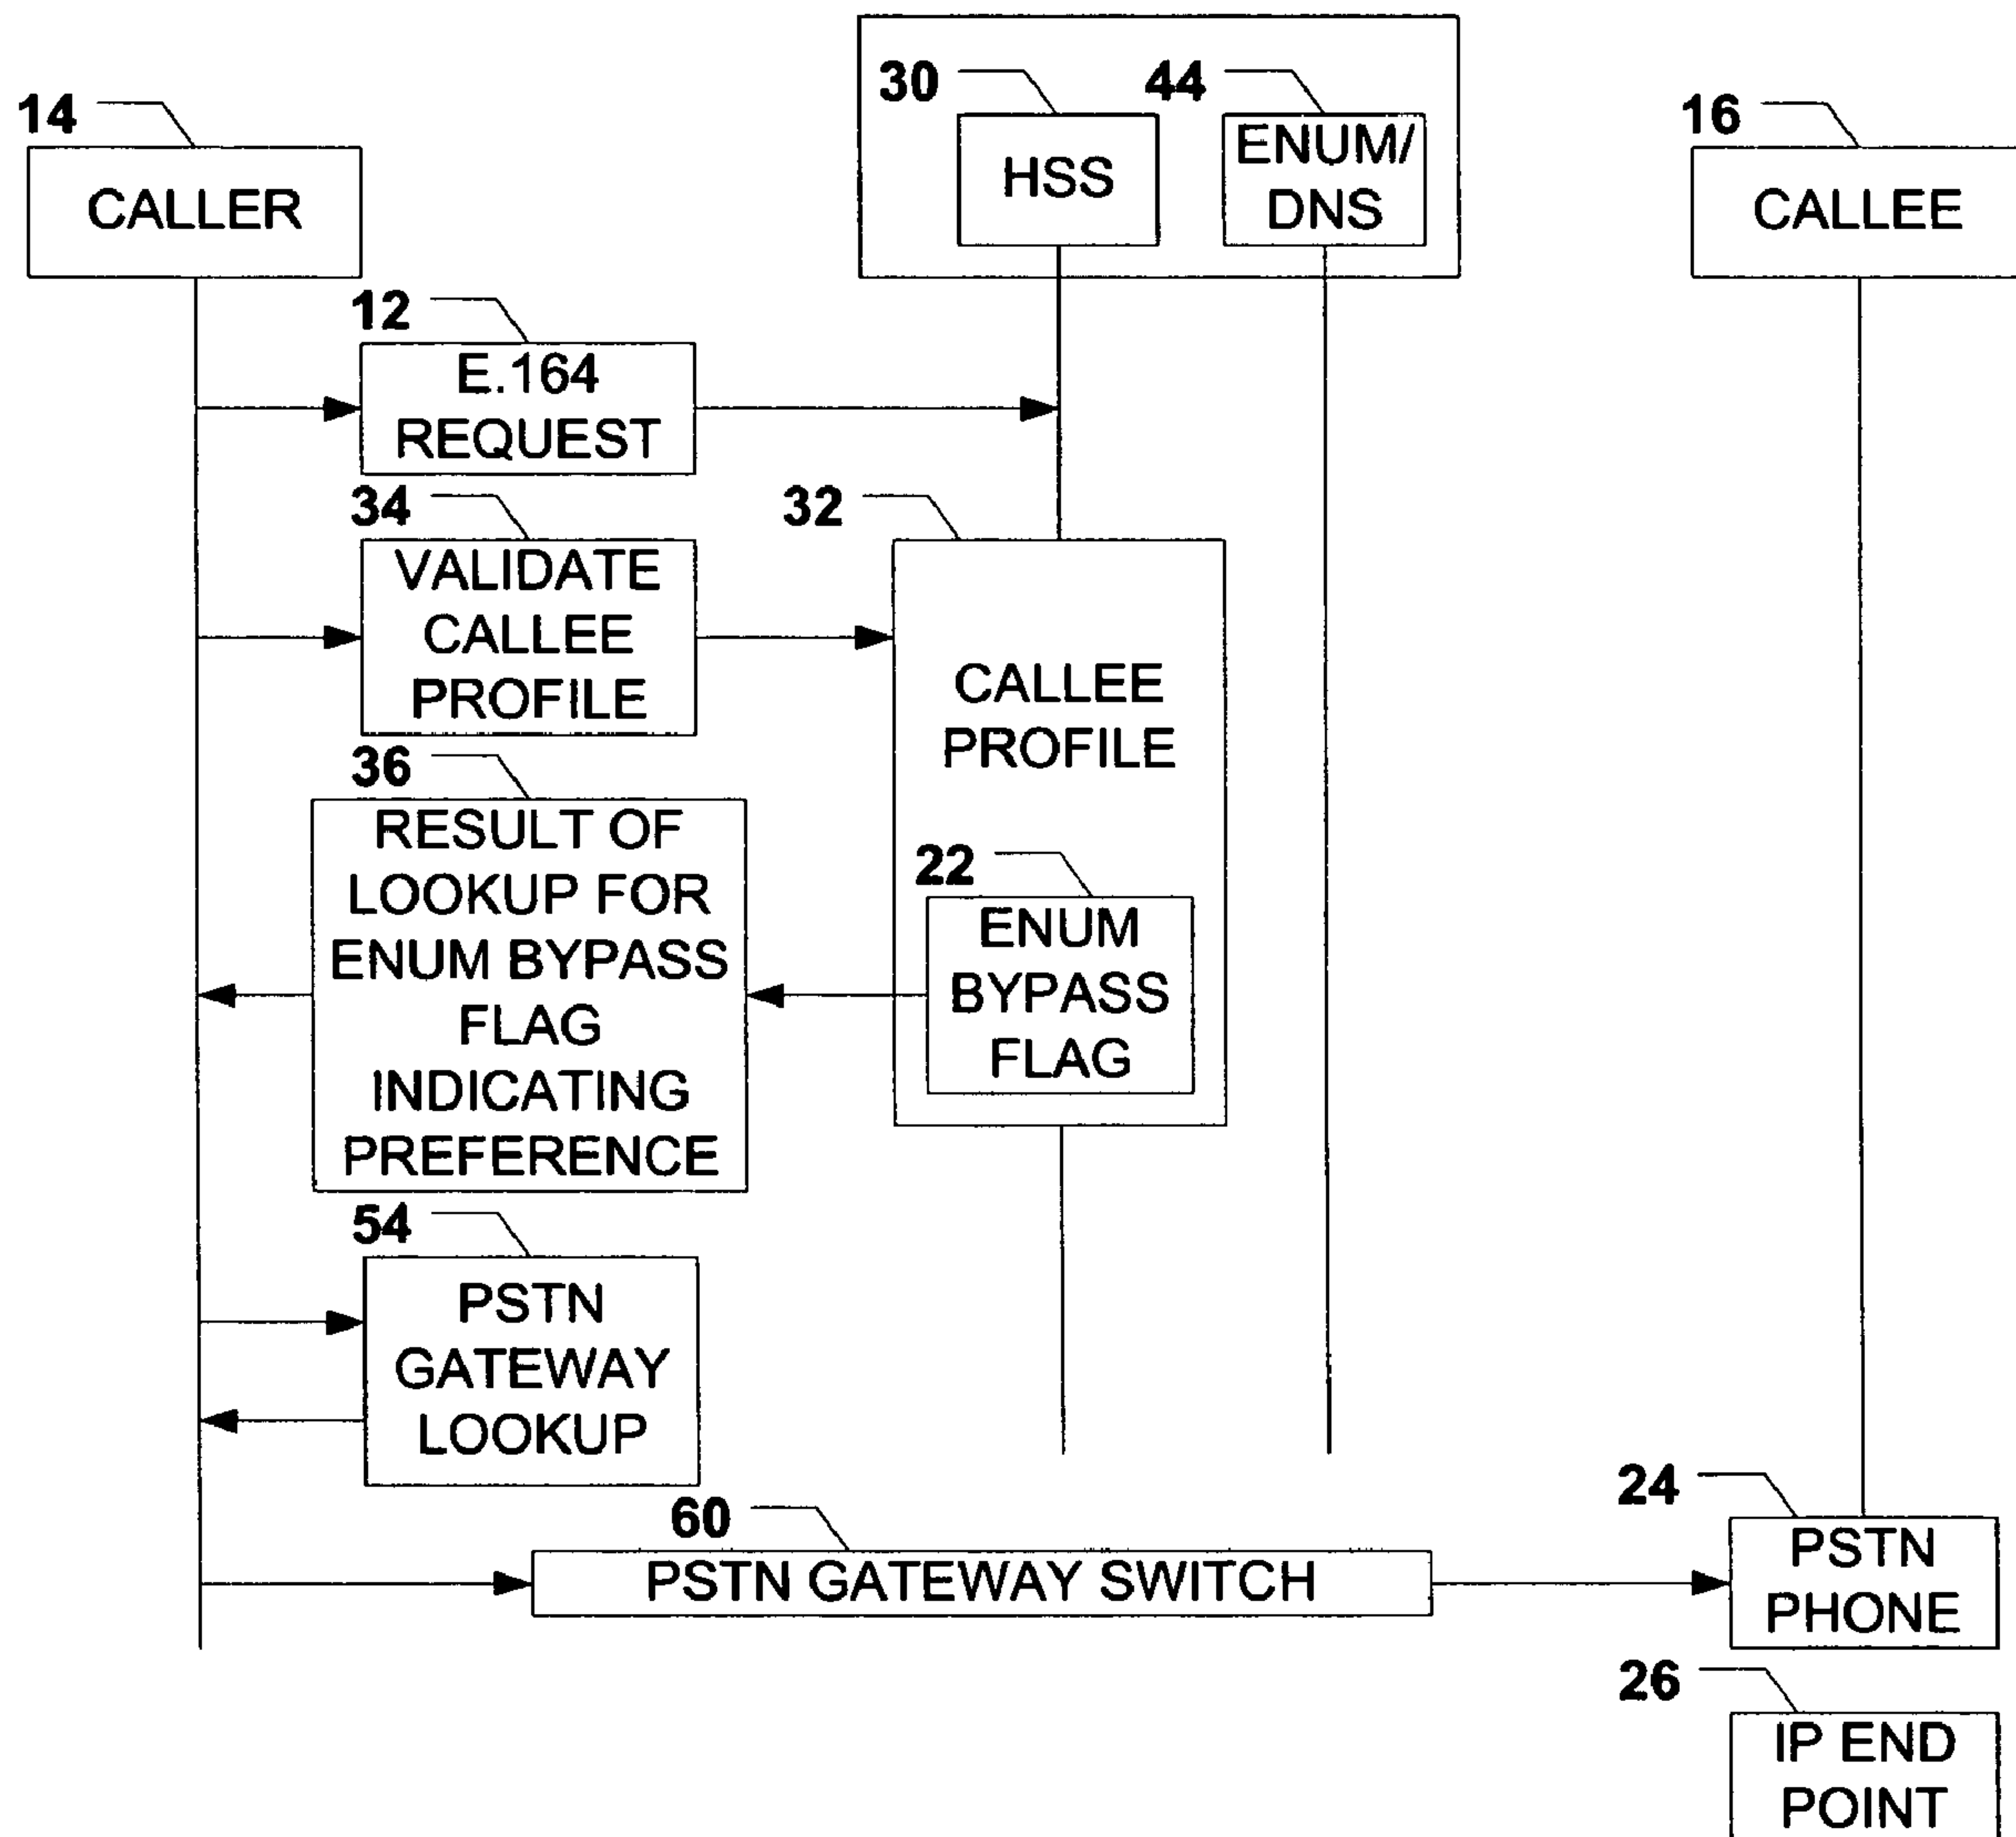 30
44
14
16
HSS
ENUM/
DNS
CALLER
CALLEE
12
E.164
REQUEST
34
32
VALIDATE
CALLEE
PROFILE
CALLEE
PROFILE
36
RESULT OF
LOOKUP FOR
ENUM BYPASS
FLAG
INDICATING
PREFERENCE
22
ENUM
BYPASS
FLAG
54
PSTN
GATEWAY
LOOKUP
60
PSTN GATEWAY SWITCH
24
PSTN
PHONE
26
IP END
POINT